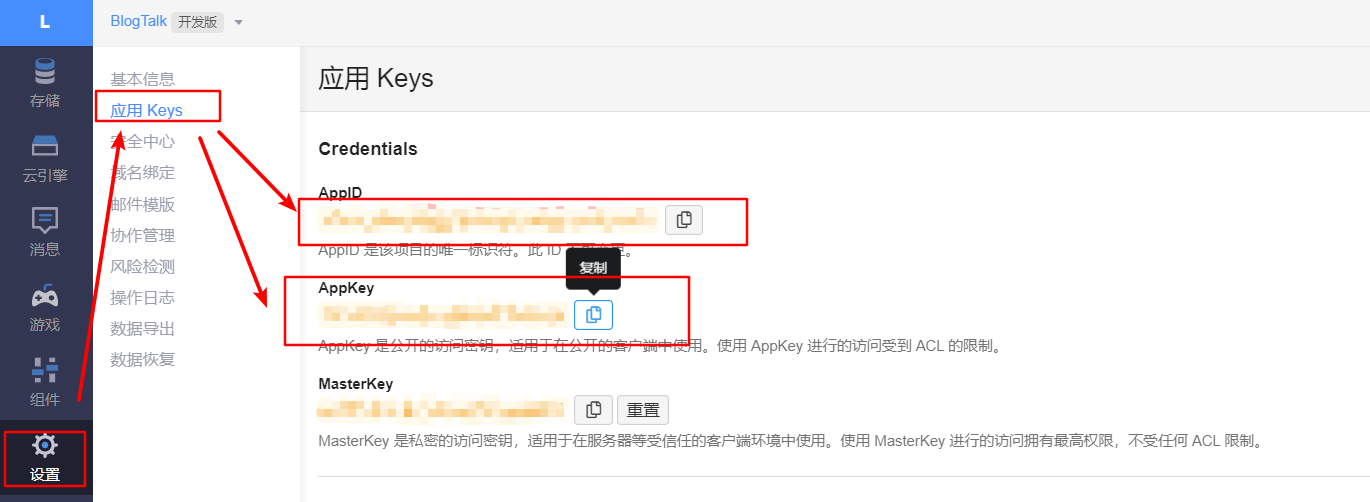 L
BlogTalk 开发版
存储
云引擎
消息
游戏
组件
设置
基本信息
应用 Keys
安全中心
域名绑定
邮件模版
协作管理
风险检测
操作日志
数据导出
数据恢复
应用 Keys
Credentials
AppID
AppID 是该项目的唯一标识符。此 ID
复制
AppKey
AppKey 是公开的访问密钥，适用于在公开的客户端中使用。使用 AppKey 进行的访问受到 ACL 的限制。
MasterKey
重置
MasterKey 是私密的访问密钥，适用于在服务器等受信任的客户端环境中使用。使用 MasterKey 进行的访问拥有最高权限，不受任何 ACL 限制。